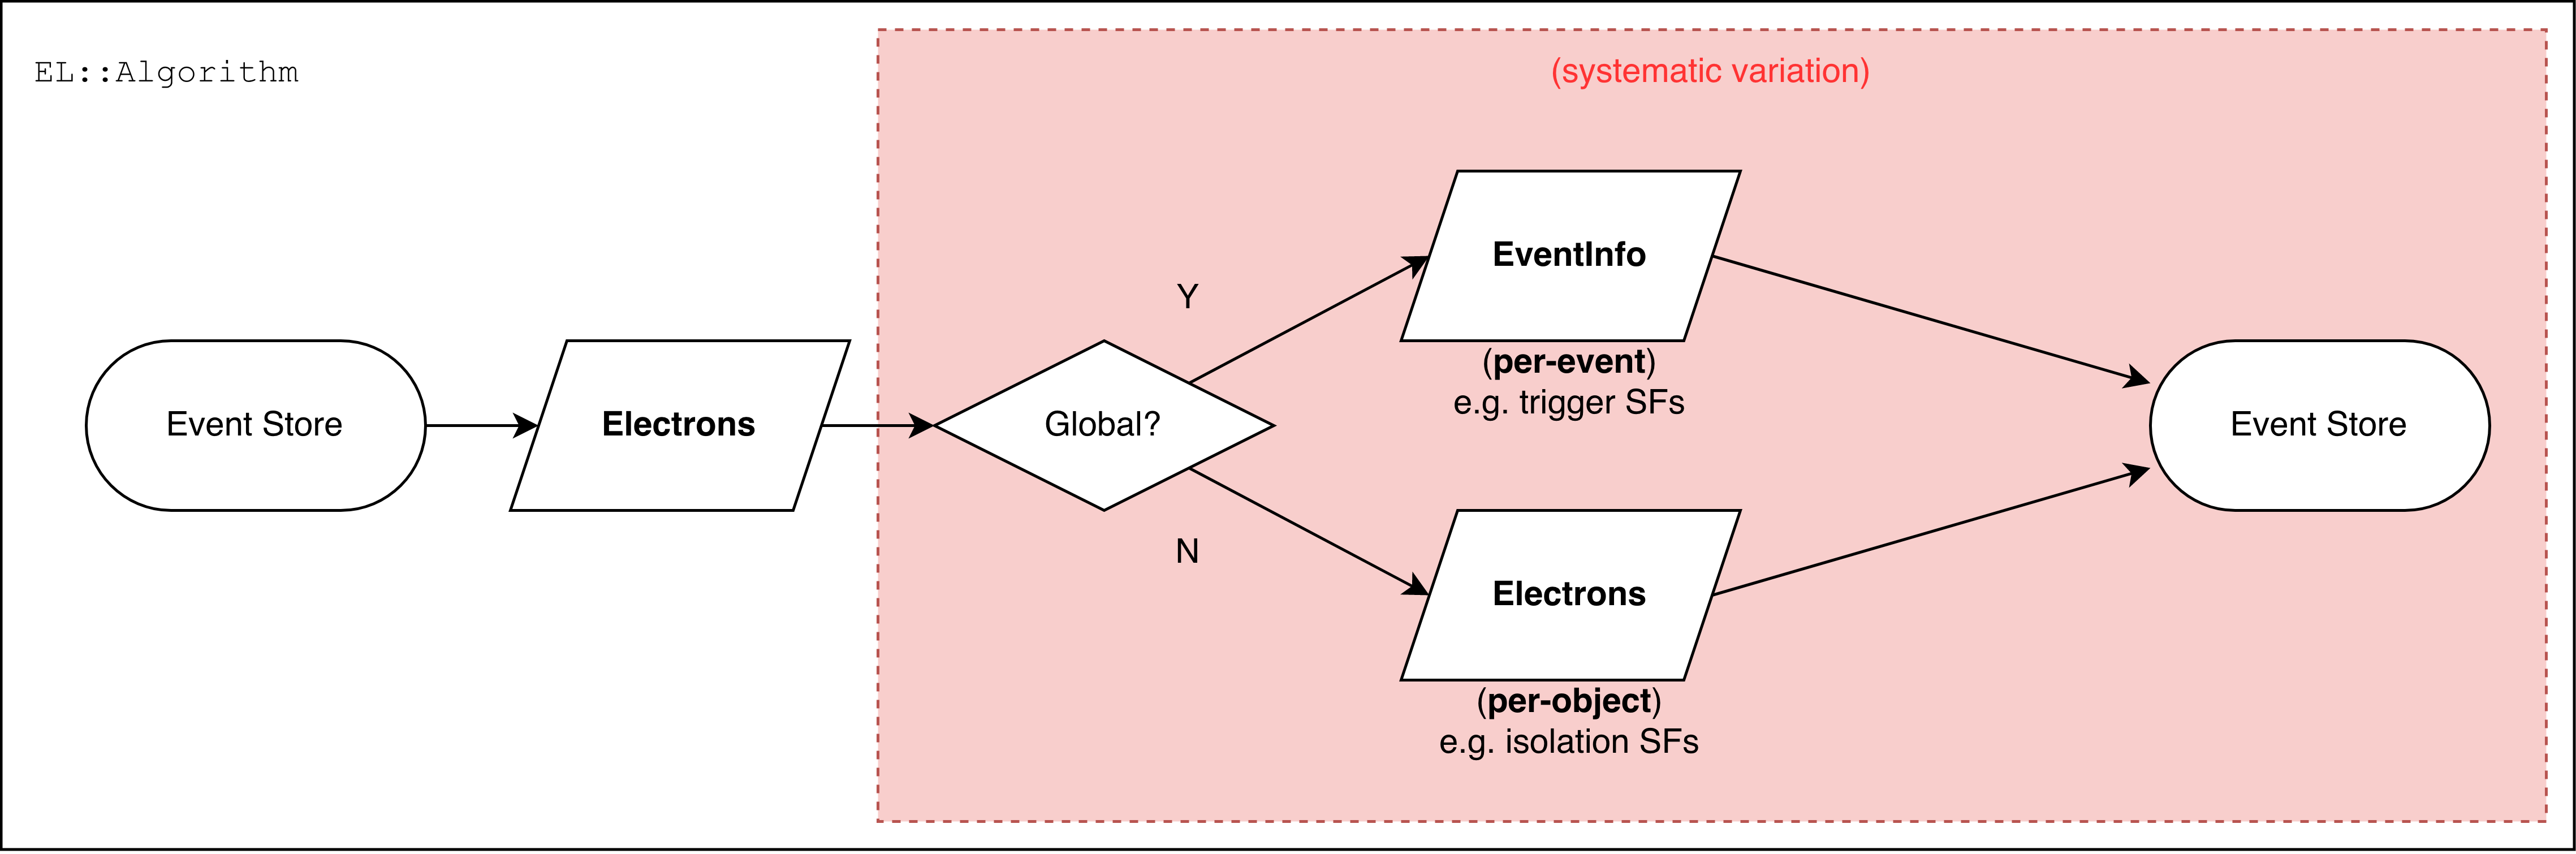 EL::Algorithm
(systematic variation)
Event Store
Electrons
Global?
Y
N
EventInfo
(per-event)
e.g. trigger SFs
Electrons
(per-object)
e.g. isolation SFs
Event Store